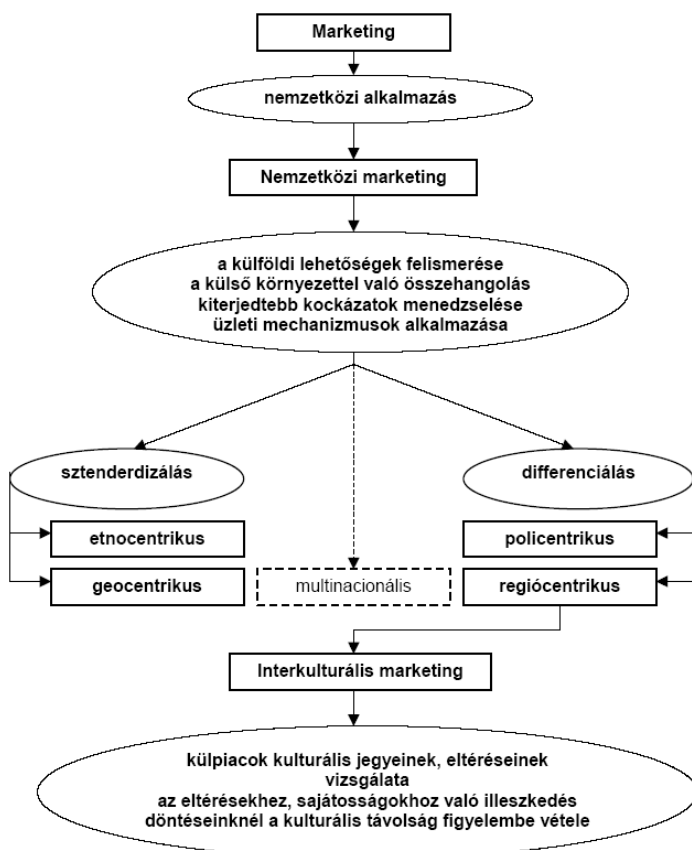 Marketing
nemzetközi alkalmazás
Nemzetközi marketing
a külföldi lehetőségek felismerése
a külső környezettel való összehangolás
kiterjedtebb kockázatok menedzselése
üzleti mechanizmusok alkalmazása
sztenderdizálás
differenciálás
etnocentrikus
policentrikus
geocentrikus
multinacionális
regiócentrikus
Interkulturális marketing
külpiacok kulturális jegyeinek, eltéréseinek
vizsgálata
az eltérésekhez, sajátosságokhoz való illeszkedés
döntéseinknél a kulturális távolság figyelembe vétele